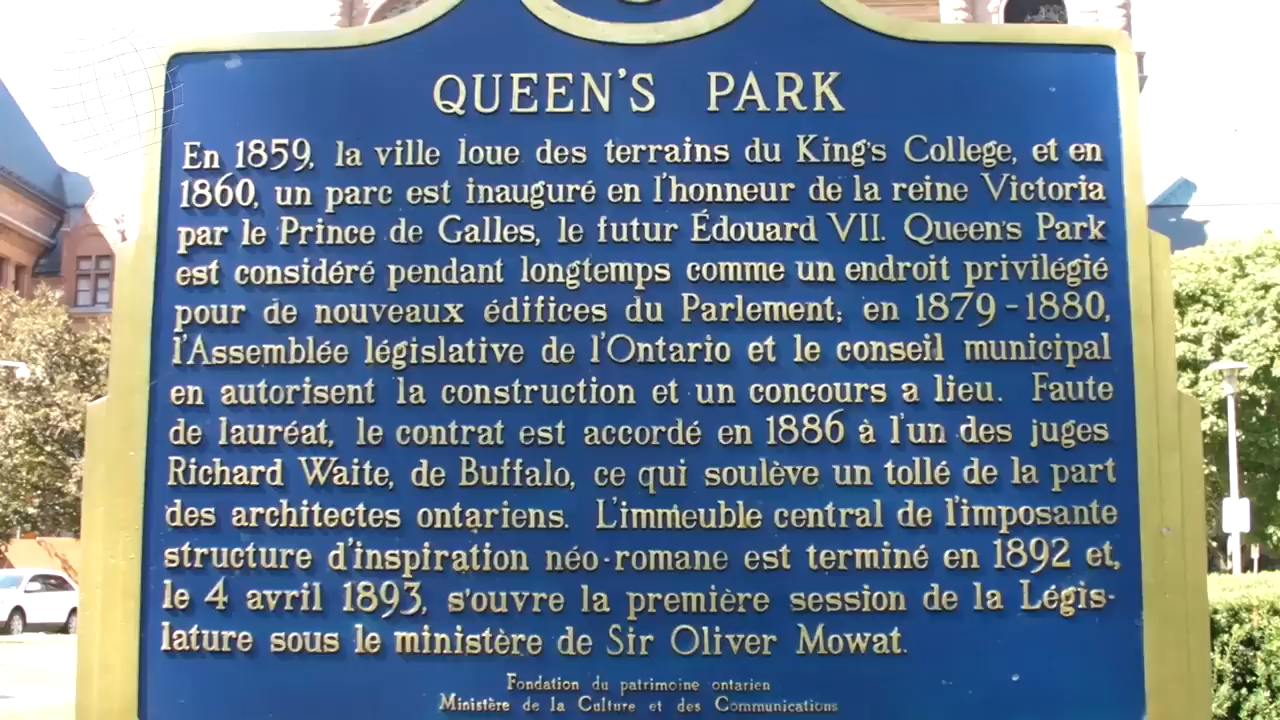 QUEEN'S PARK
En 1859, la ville loue des terrains du King's College, et en
1860, un parc est inauguré en l'honneur de la reine Victoria
par le Prince de Galles, le futur Édouard VII. Queen's Park
est considéré pendant longtemps comme un endroit privilégié
pour de nouveaux édifices du Parlement; en 1879-1880,
l'Assemblée législative de l'Ontario et le conseil municipal
en autorisent la construction et un concours a lieu. Faute
de lauréat, le contrat est accordé en 1886 à l'un des juges
Richard Waite, de Buffalo, ce qui soulève un tollé de la part
des architectes ontariens. L'immeuble central de l'imposante
structure d'inspiration néo-romane est terminé en 1892 et,
le 4 avril 1893, s'ouvre la première session de la Légis-
lature sous le ministère de Sir Oliver Mowat.
Fondation du patrimoine ontarien
Ministère de la Culture et des Communications